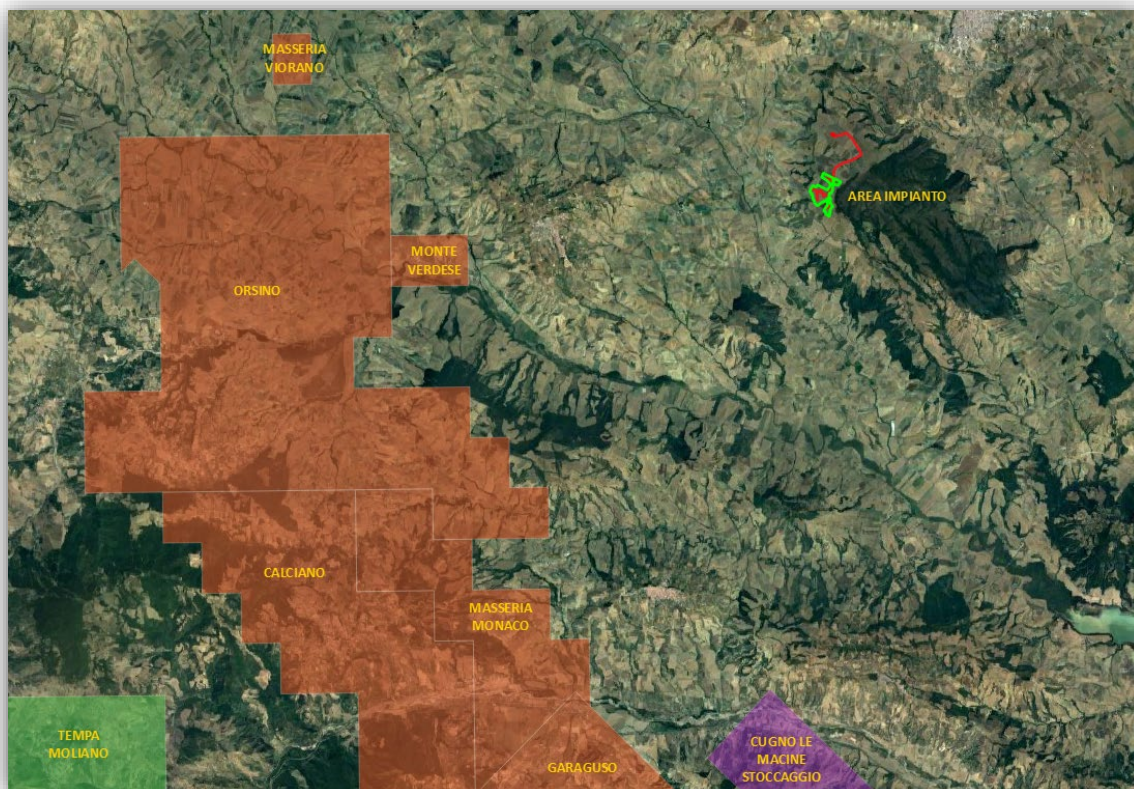 MASSERIA
VIORANO
AREA IMPIANTO
MONTE
VERDESE
ORSINO
CALCIANO
MASSERIA
MONACO
TEMPA
MOLIANO
CUGNO LE
MACINE
STOCCAGGIO
GARAGUSO